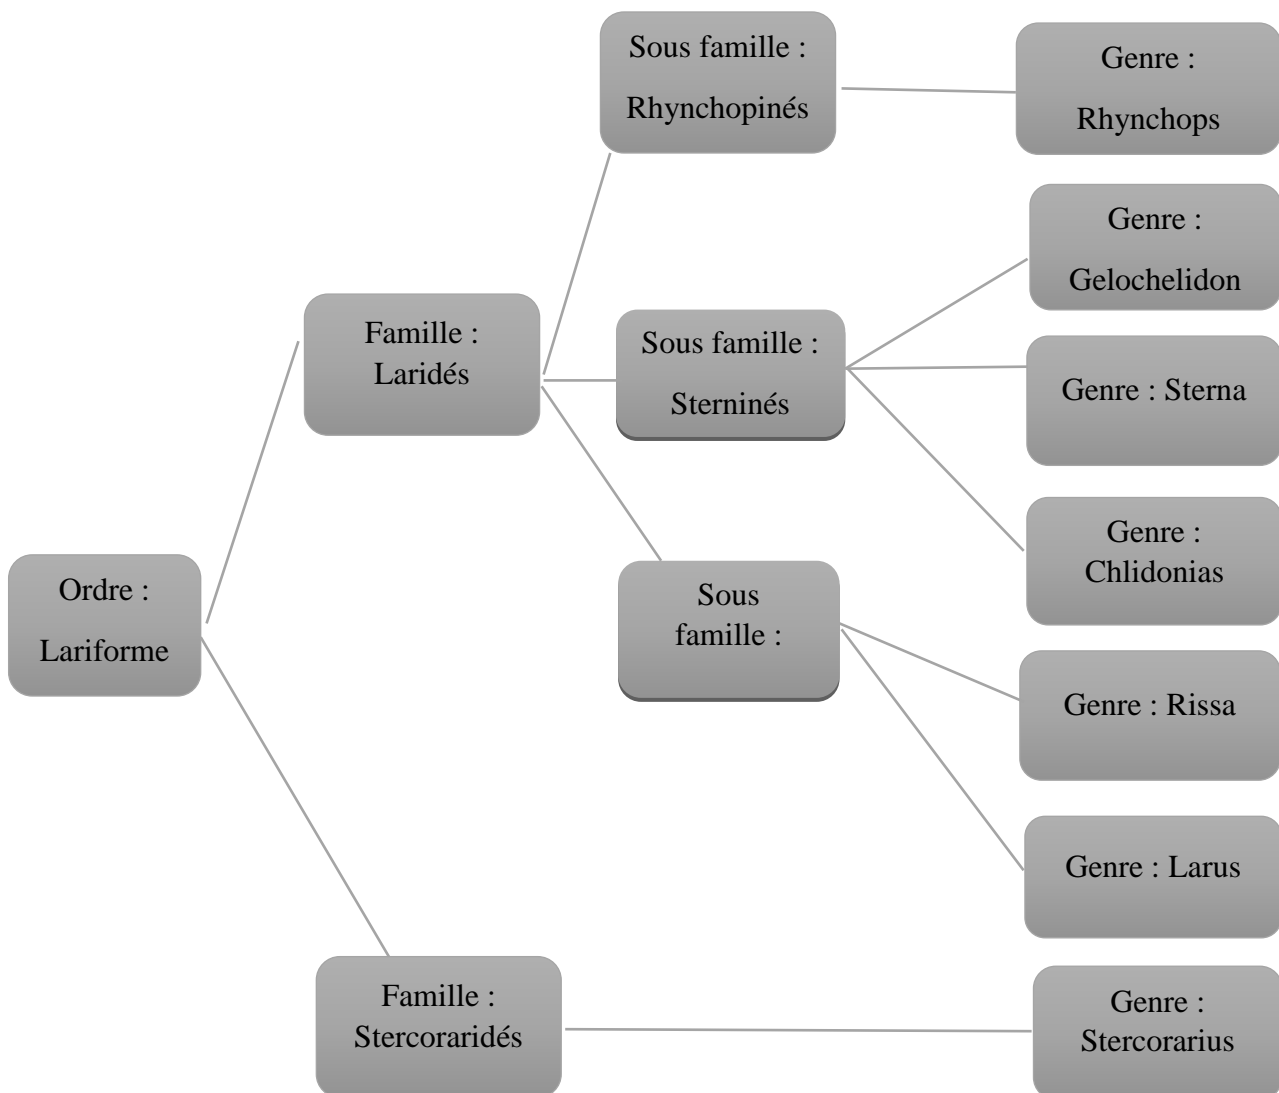 Sous famille :
Rhynchopinés
Genre :
Rhynchops
Genre :
Gelochelidon
Famille :
Laridés
Sous famille :
Sterninés
Genre : Sterna
Genre :
Chlidonias
Ordre :
Lariforme
Sous
famille :
Genre : Rissa
Genre : Larus
Famille :
Stercoraridés
Genre :
Stercorarius